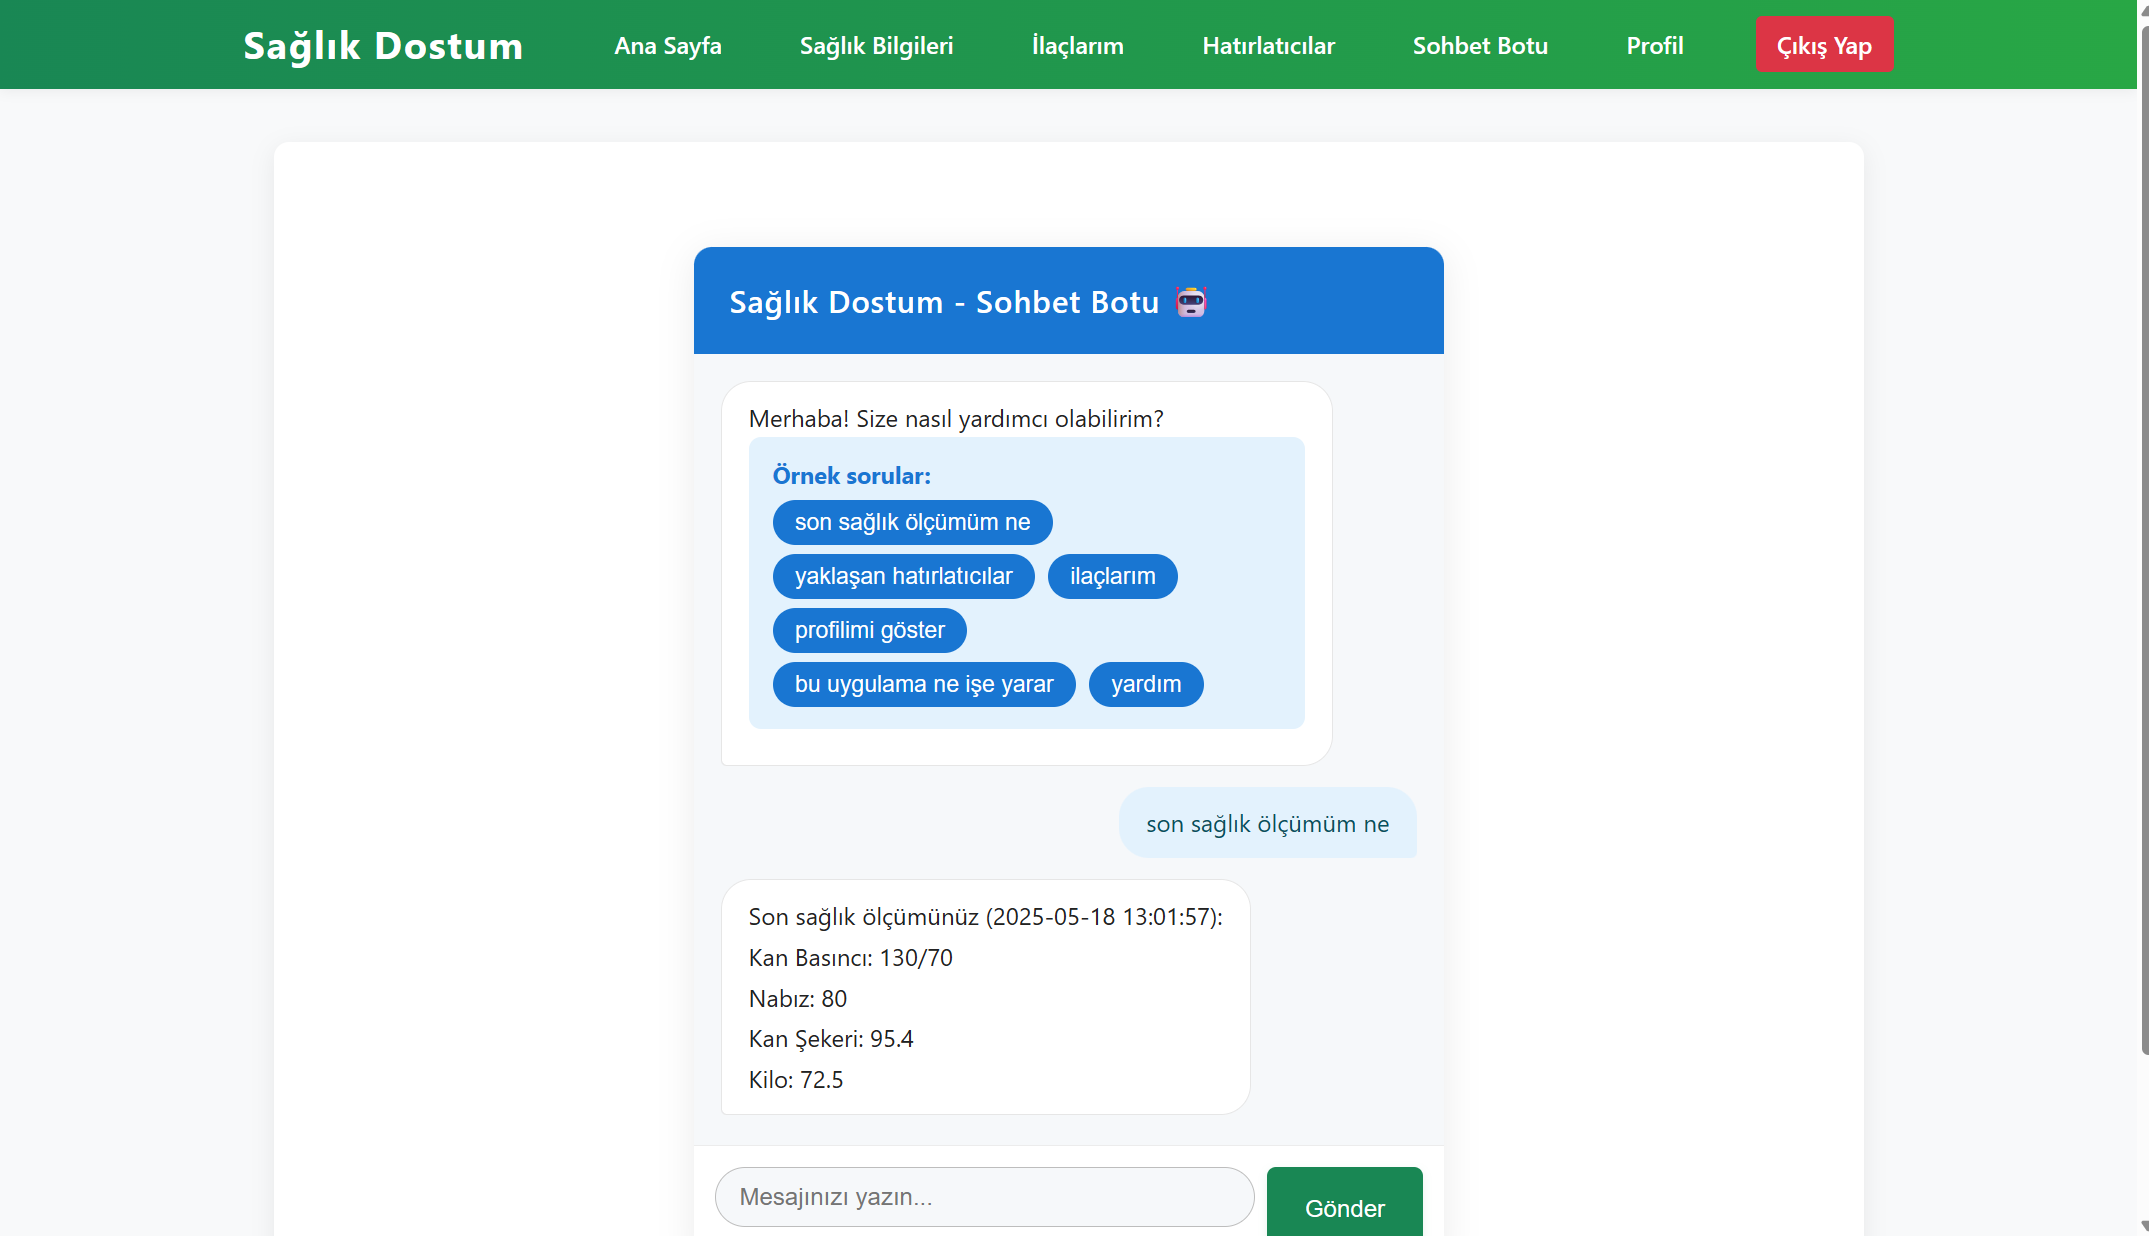 Sağlık Dostum
Ana Sayfa
Sağlık Bilgileri
İlaçlarım
Hatırlatıcılar
Sohbet Botu
Profil
Çıkış Yap
Sağlık Dostum - Sohbet Botu
Merhaba! Size nasıl yardımcı olabilirim?
Örnek sorular:
son sağlık ölçümüm ne
yaklaşan hatırlatıcılar
ilaçlarım
profilimi göster
bu uygulama ne işe yarar
yardım
son sağlık ölçümüm ne
Son sağlık ölçümünüz (2025-05-18 13:01:57):
Kan Basıncı: 130/70
Nabız: 80
Kan Şekeri: 95.4
Kilo: 72.5
Mesajınızı yazın...
Gönder